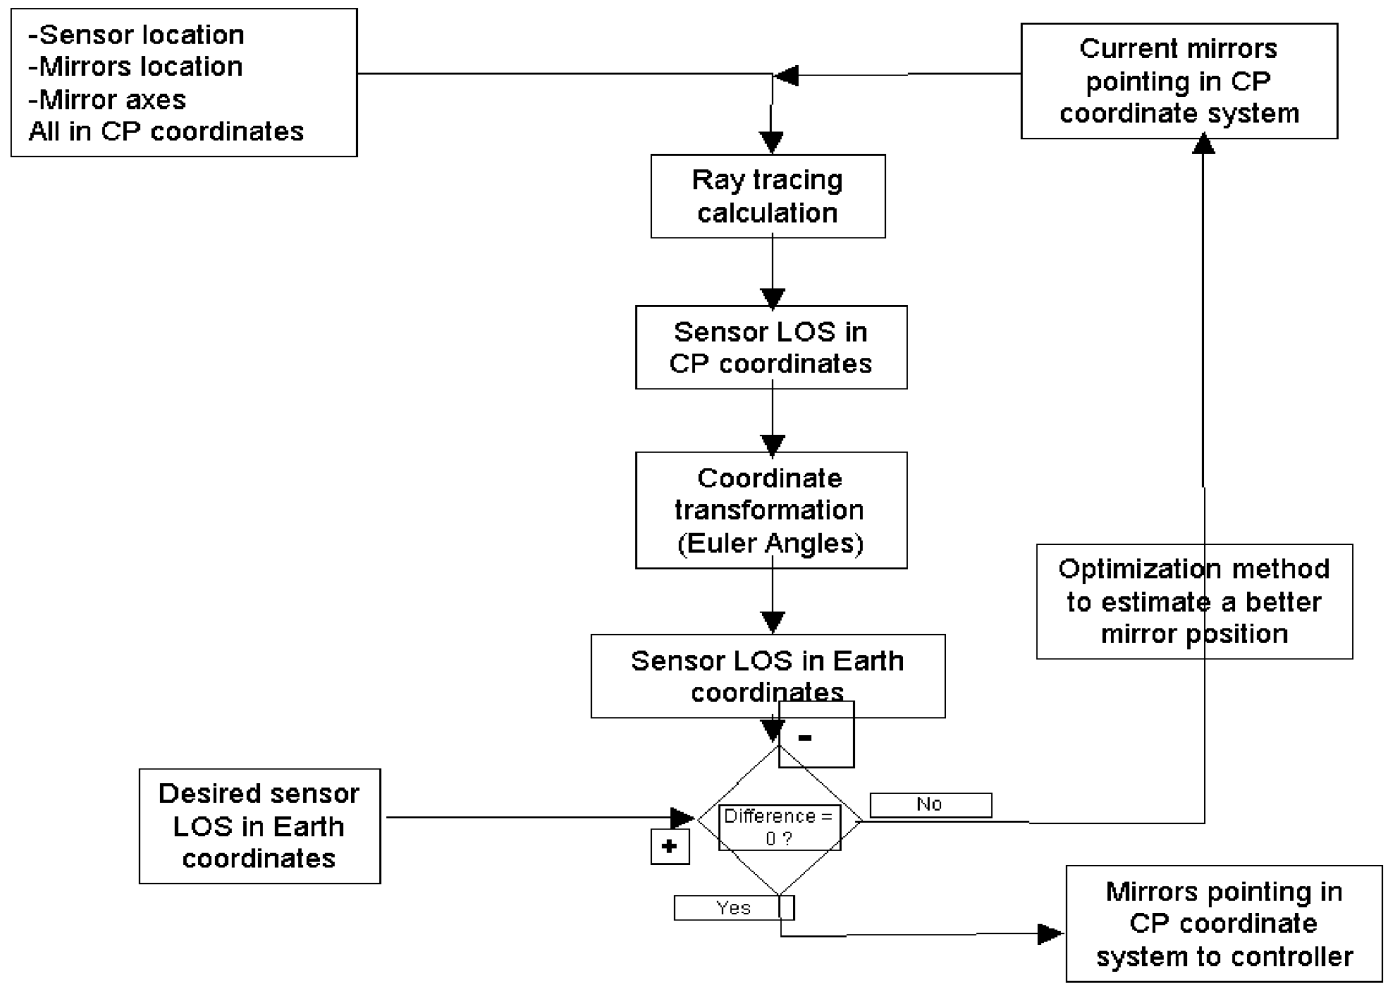 -Sensor location
-Mirrors location
-Mirror axes
All in CP coordinates
Current mirrors
pointing in CP
coordinate system
Ray tracing
calculation
Sensor LOS in
CP coordinates
Coordinate
transformation
(Euler Angles)
Optimization method
to estimate a better
mirror position
Sensor LOS in Earth
coordinates
-
Desired sensor
LOS in Earth
coordinates
+
Difference =
0 ?
No
Yes
Mirrors pointing in
CP coordinate
system to controller